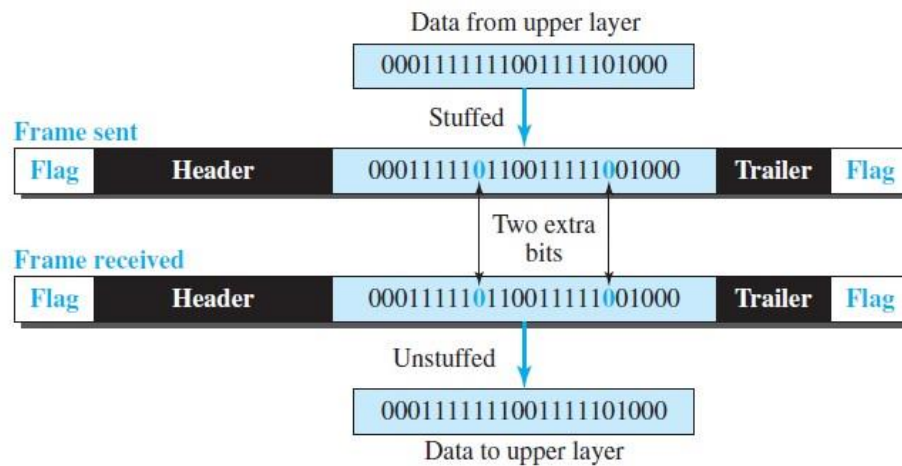 Data from upper layer
0001111111001111101000
Stuffed
Frame sent
Flag Header 000111110110011111001000 Trailer Flag
Two extra
bits
Frame received
Flag Header 000111110110011111001000 Trailer Flag
Unstuffed
0001111111001111101000
Data to upper layer